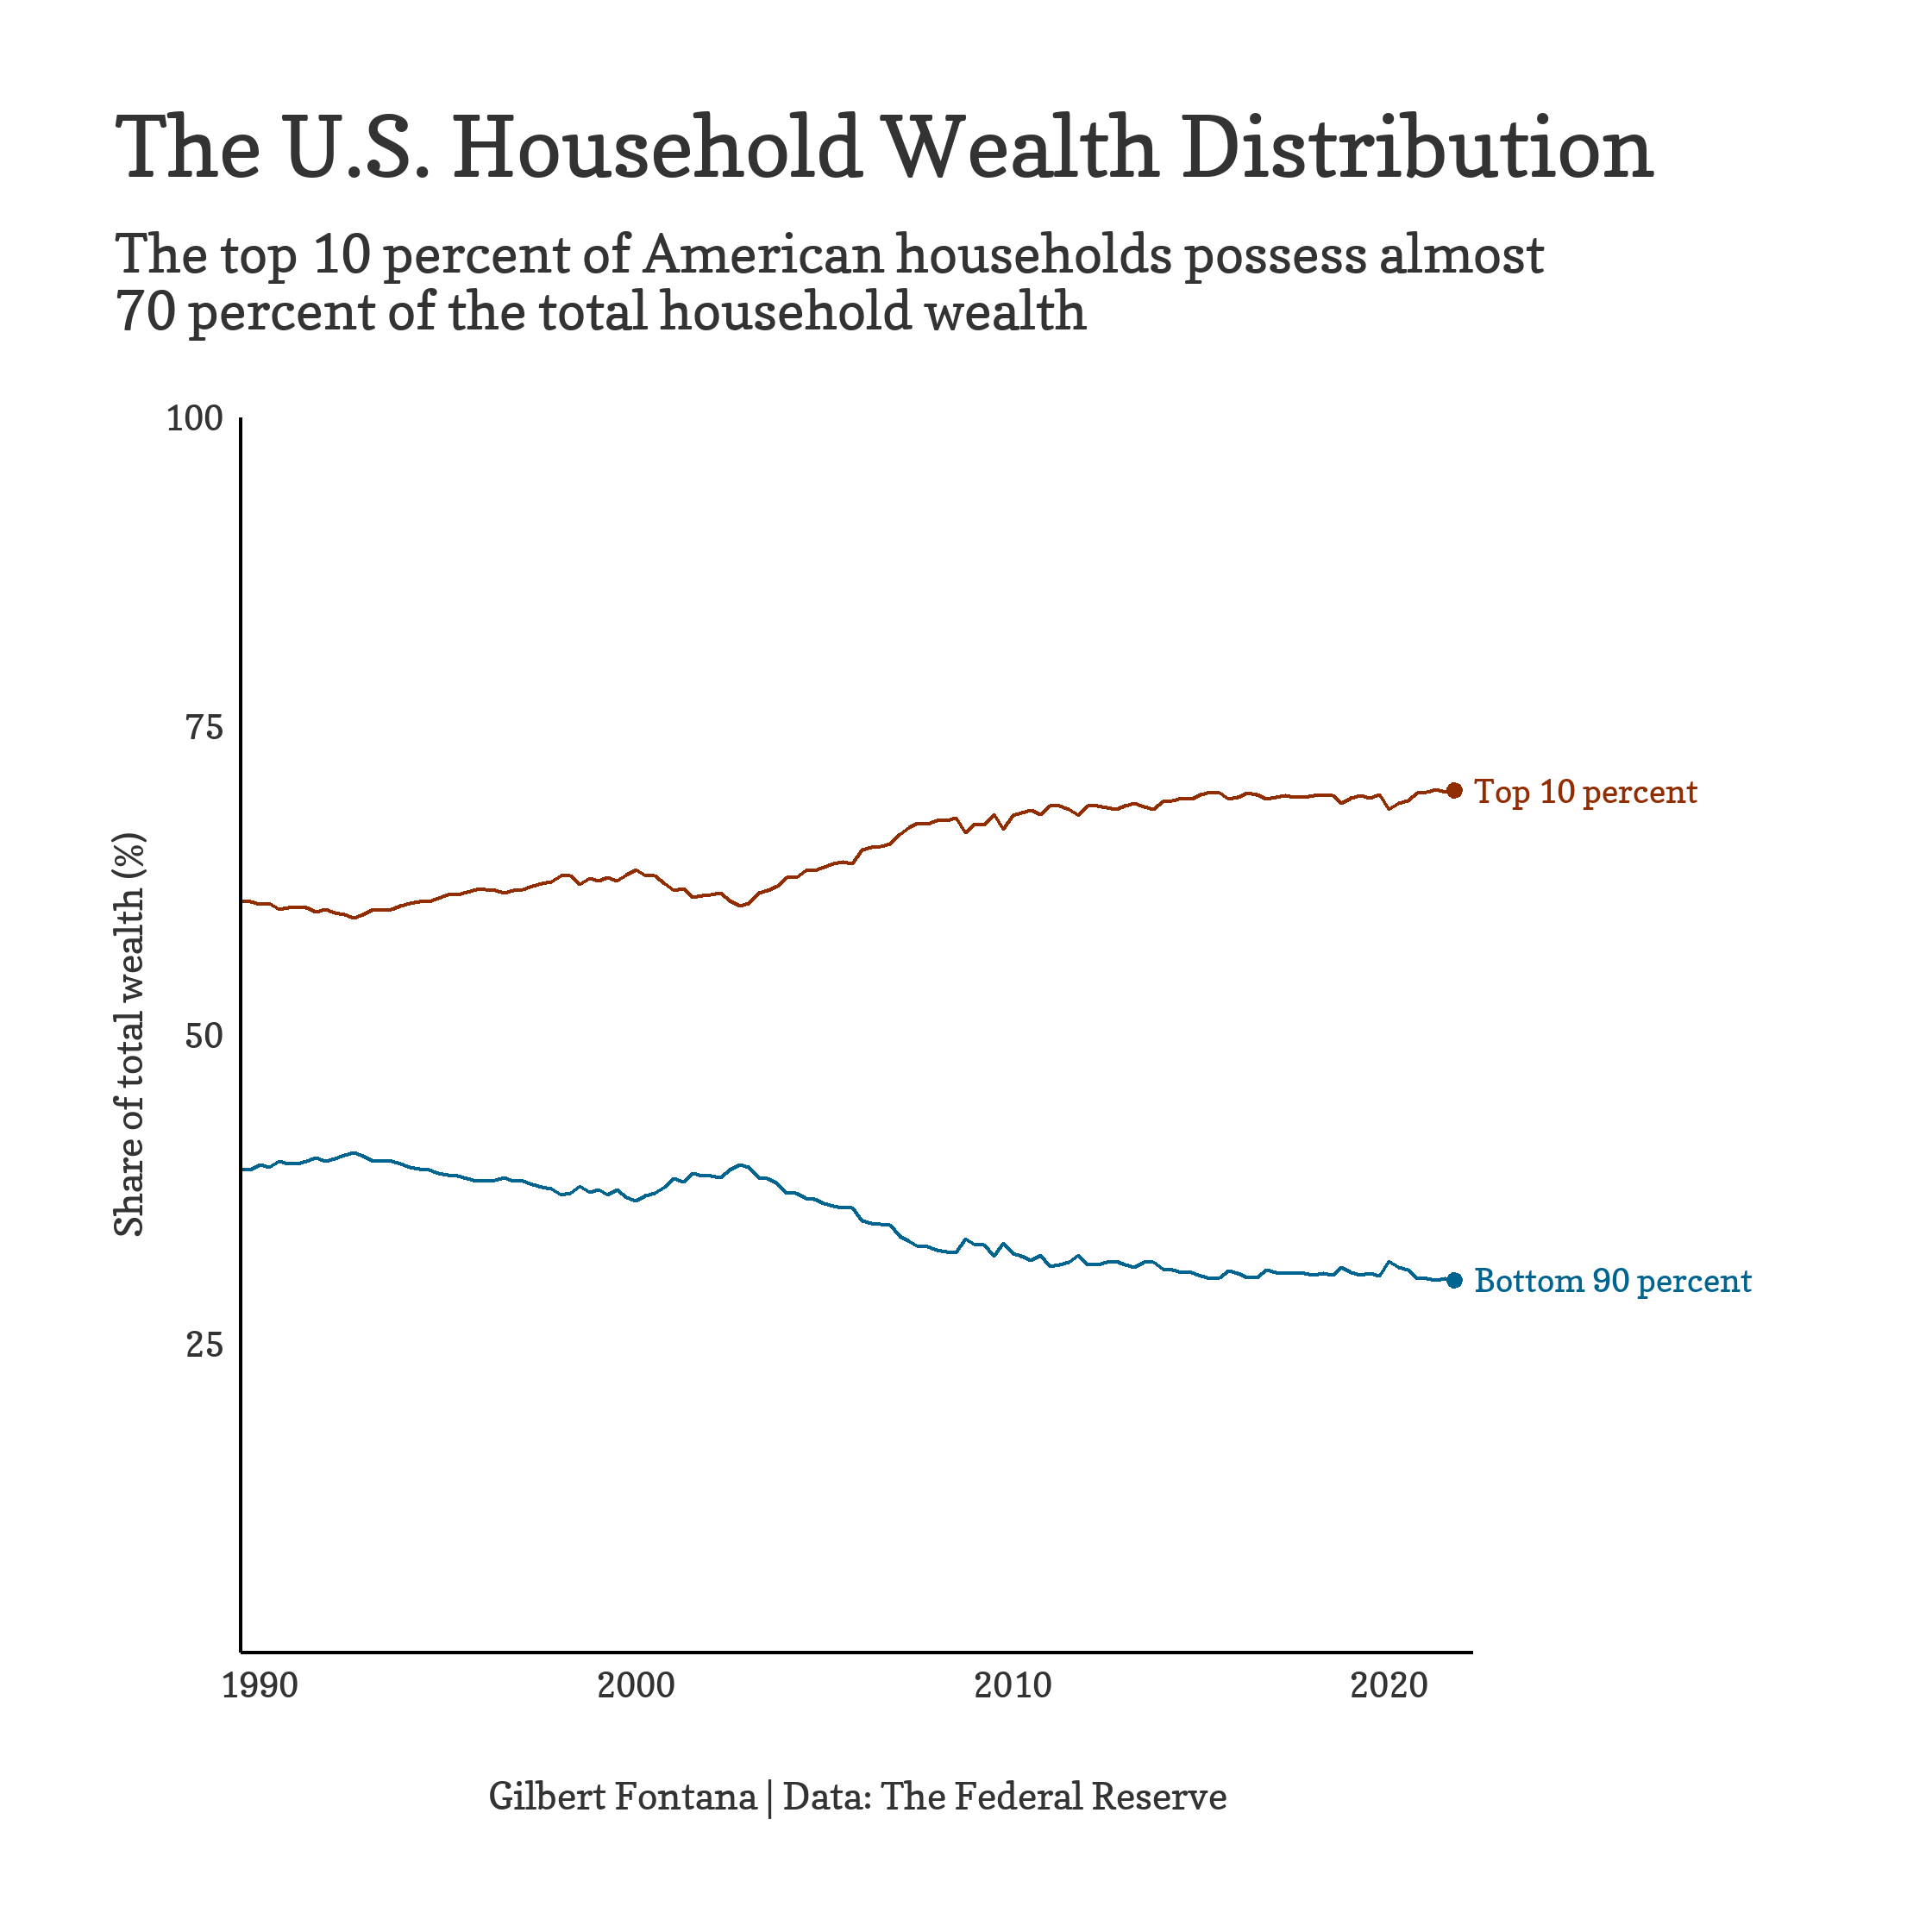 The U.S. Household Wealth Distribution
The top 10 percent of American households possess almost
70 percent of the total household wealth
100
75
50
25
Share of total wealth (%)
Top 10 percent
Bottom 90 percent
1990
2000
2010
2020
Gilbert Fontana | Data: The Federal Reserve